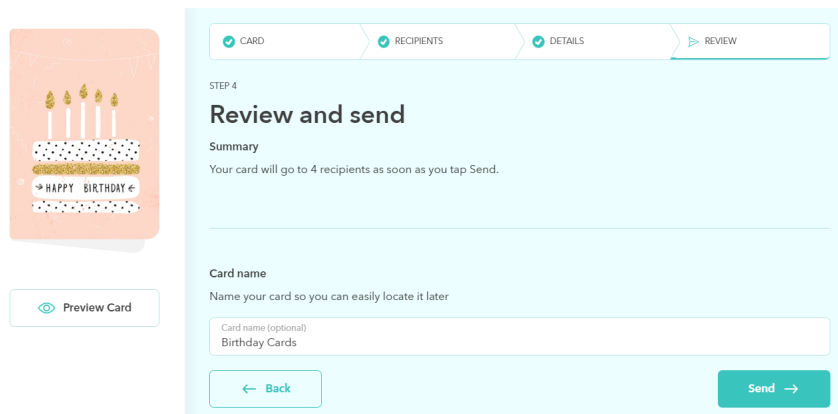 CARD
RECIPIENTS
DETAILS
REVIEW
STEP 4
Review and send
Summary
Your card will go to 4 recipients as soon as you tap Send.
HAPPY BIRTHDAY
Card name
Name your card so you can easily locate it later
Preview Card
Card name (optional)
Birthday Cards
Back
Send